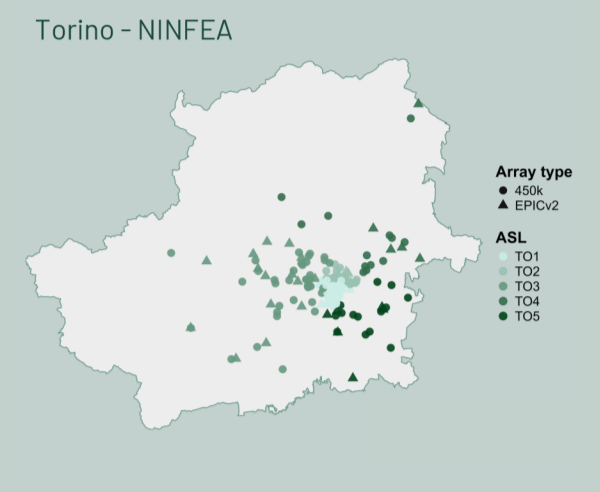 Torino - NINFEA
Array type
450k
EPICv2
ASL
TO1
TO2
TO3
TO4
TO5